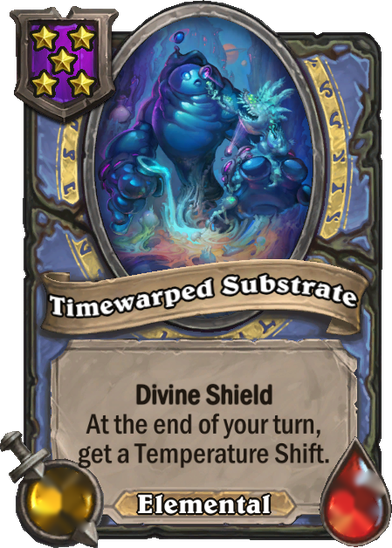 Timewarped Substrate
Divine Shield
At the end of your turn,
get a Temperature Shift.
Elemental